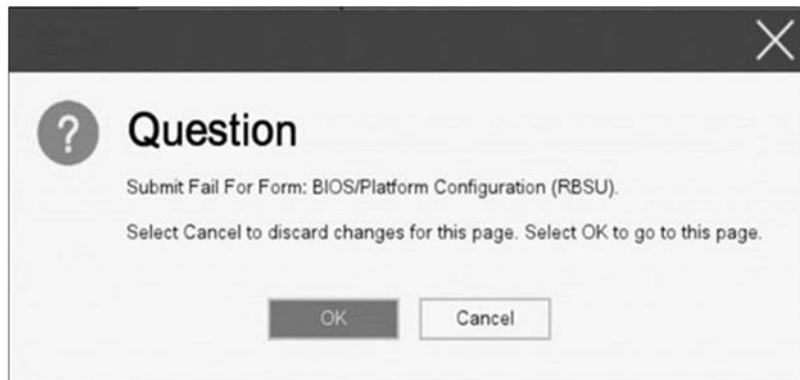 Question
Submit Fail For Form: BIOS/Platform Configuration (RBSU).
Select Cancel to discard changes for this page. Select OK to go to this page.
OK
Cancel